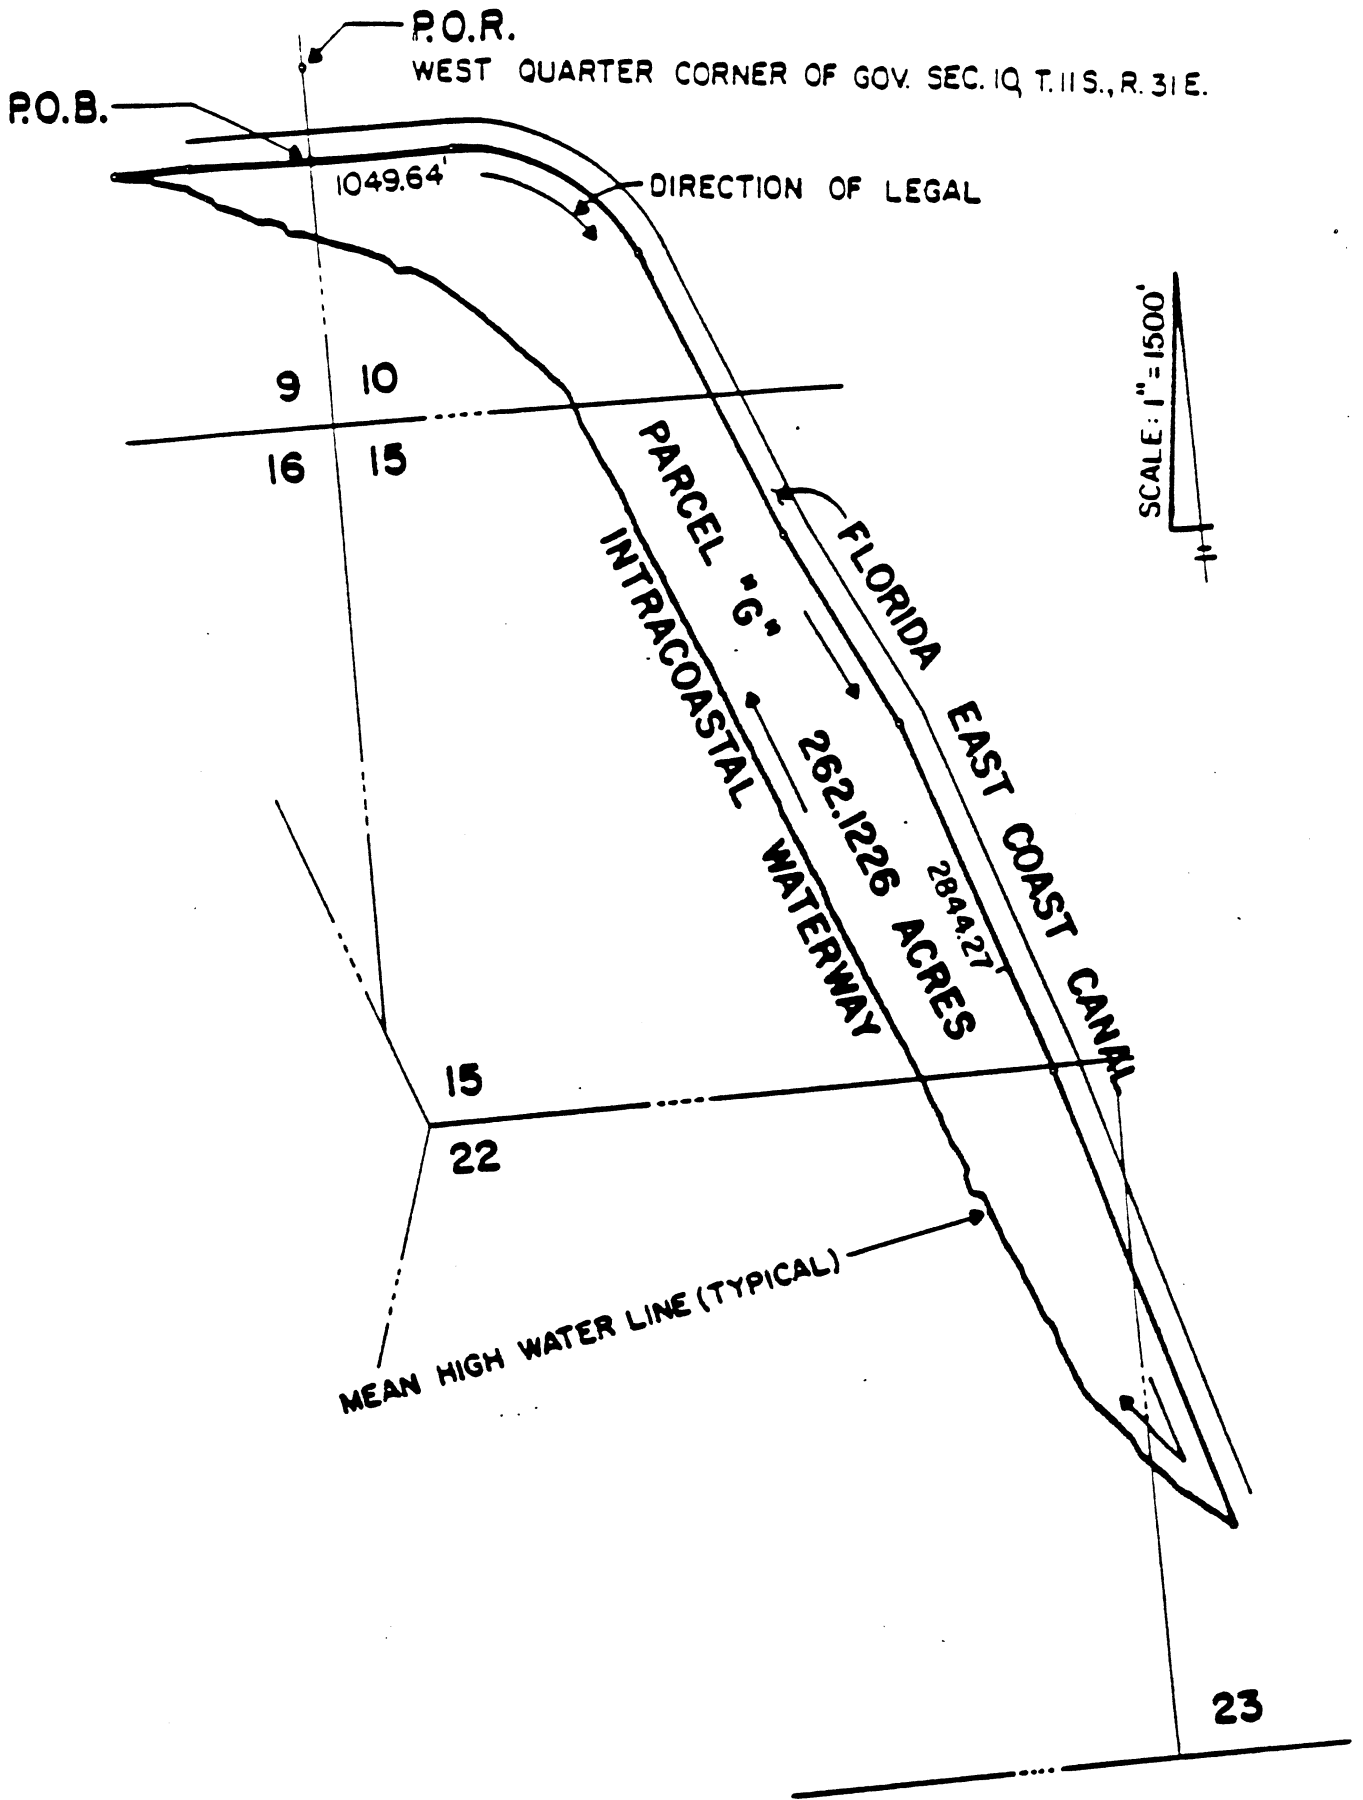 P.O.R.
WEST QUARTER CORNER OF GOV. SEC. 10, T. 11 S., R. 31 E.
P.O.B.
1049.64'
DIRECTION OF LEGAL
SCALE: 1" = 1500'
9 10
16 15
PARCEL "G"
262.1226 ACRES
INTRACOASTAL WATERWAY
FLORIDA EAST COAST CANAL
2844.27'
15
22
MEAN HIGH WATER LINE (TYPICAL)
23